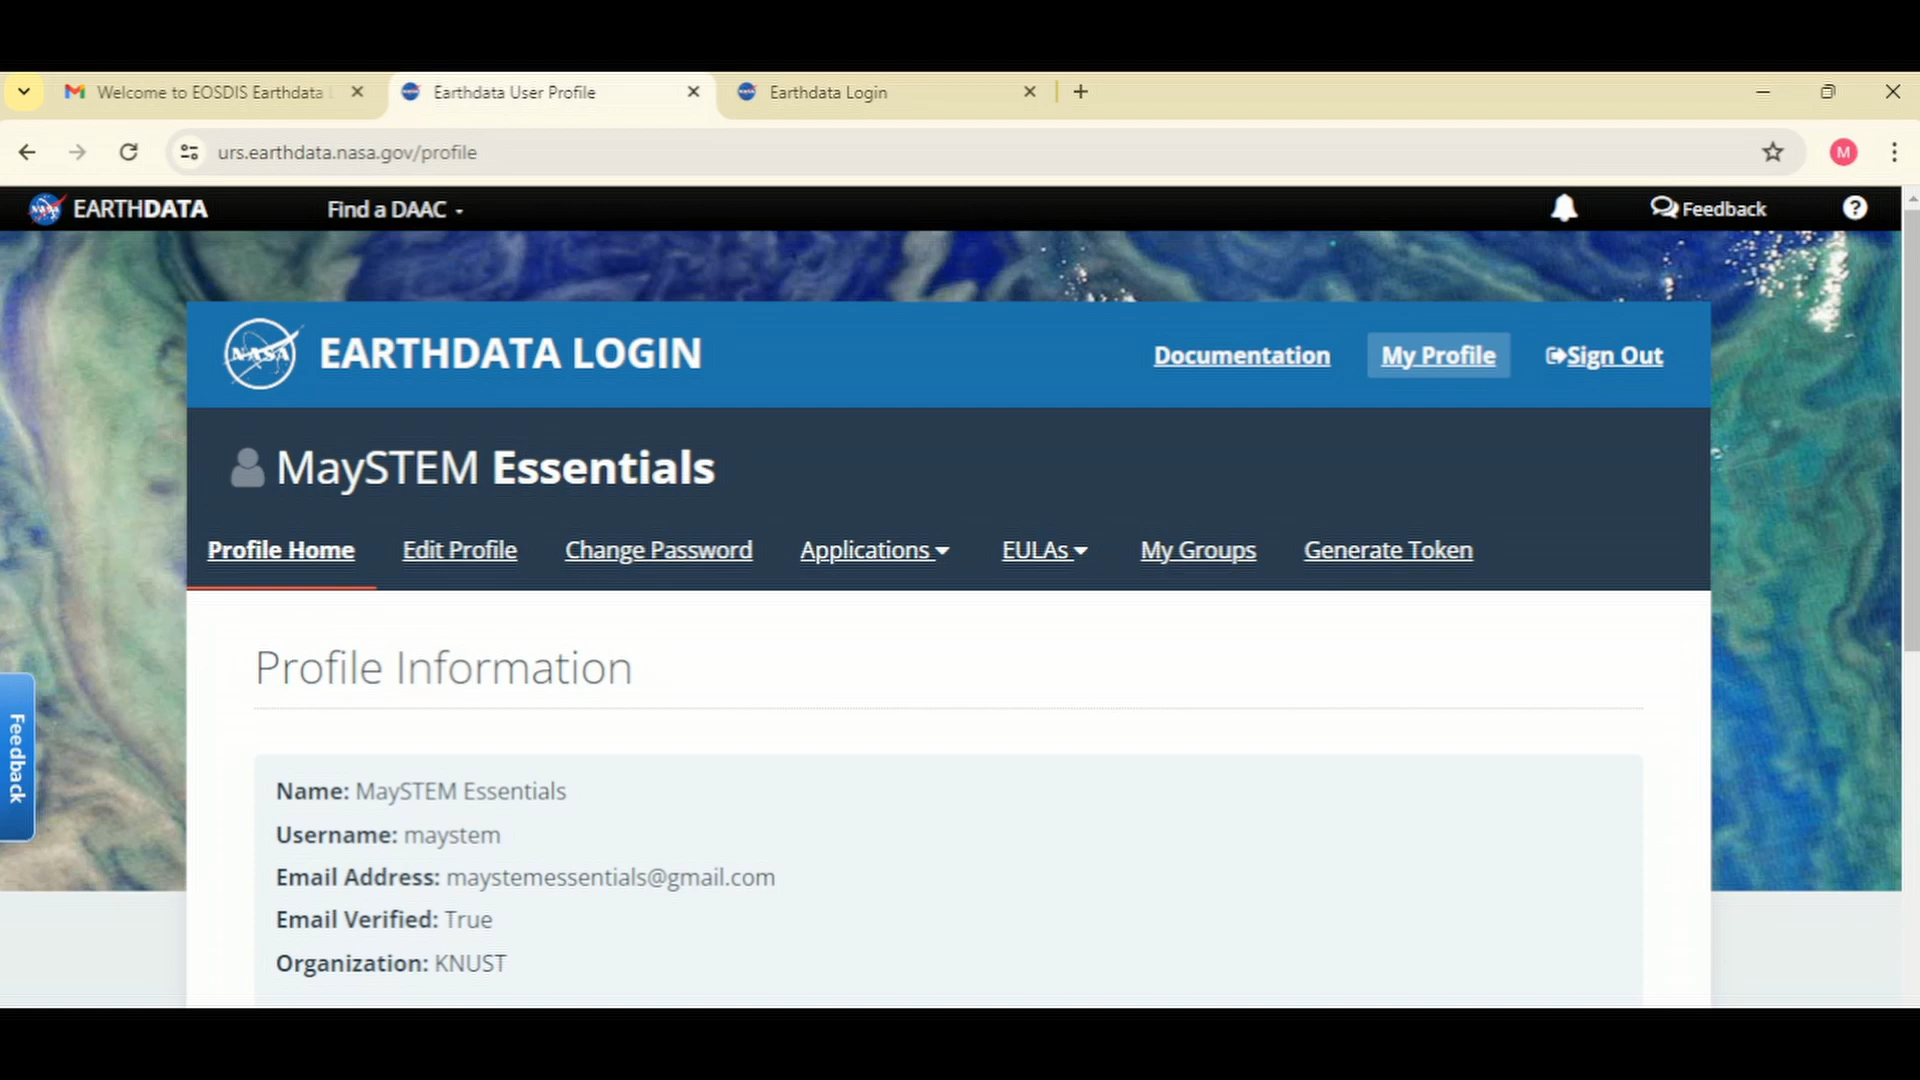 Welcome to EOSDIS Earthdata
Earthdata User Profile
Earthdata Login
urs.earthdata.nasa.gov/profile
M
NASA EARTHDATA
Find a DAAC
Feedback
?
NASA
EARTHDATA LOGIN
Documentation
My Profile
Sign Out
MaySTEM Essentials
Profile Home
Edit Profile
Change Password
Applications
EULAs
My Groups
Generate Token
Profile Information
Feedback
Name: MaySTEM Essentials
Username: maystem
Email Address: maystemessentials@gmail.com
Email Verified: True
Organization: KNUST